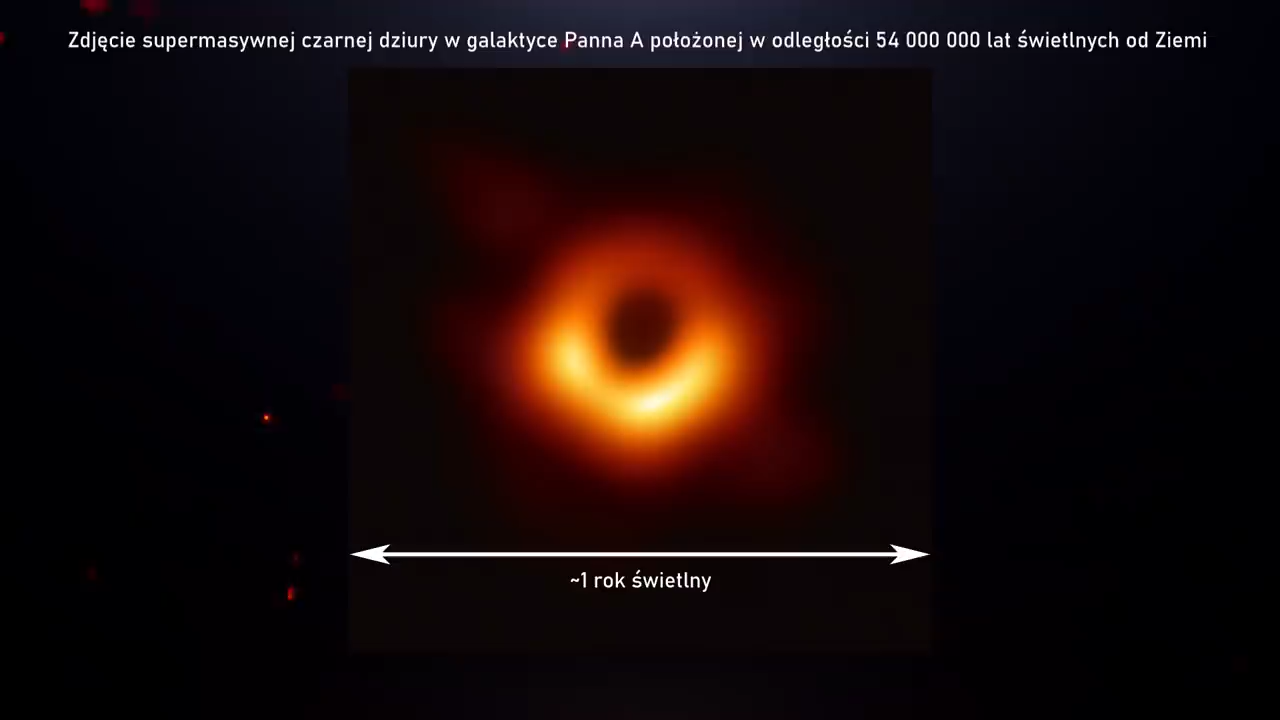 Zdjęcie supermasywnej czarnej dziury w galaktyce Panna A położonej w odległości 54 000 000 lat świetlnych od Ziemi
~1 rok świetlny